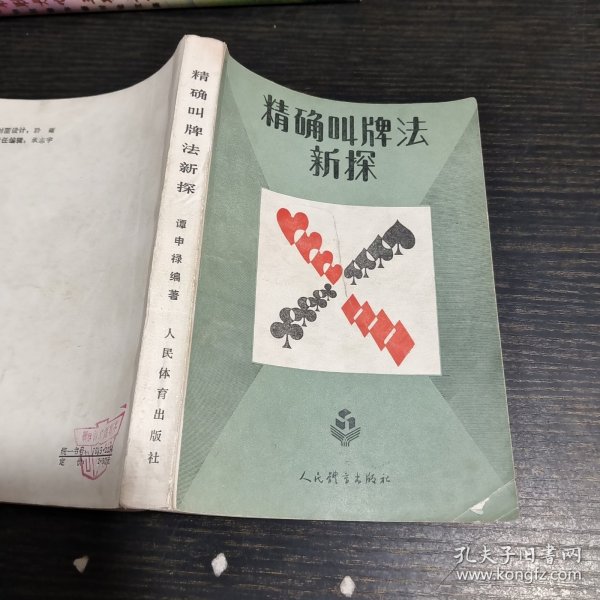 精确叫牌法
新探
人民体育出版社
精确叫牌法新探
谭申禄编著
人民体育出版社
孔夫子旧书网
www.kongfz.com